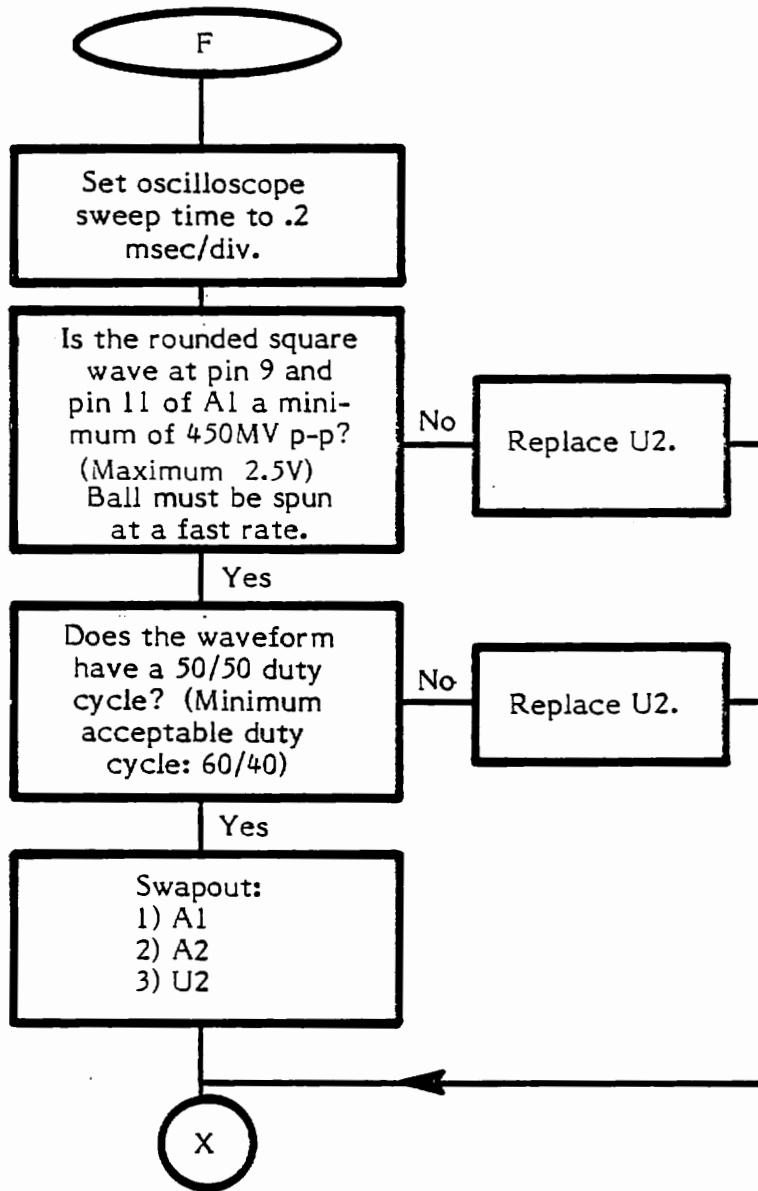 F
Set oscilloscope
sweep time to .2
msec/div.
Is the rounded square
wave at pin 9 and
pin 11 of A1 a mini-
mum of 450MV p-p?
(Maximum 2.5V)
Ball must be spun
at a fast rate.
No
Replace U2.
Yes
Does the waveform
have a 50/50 duty
cycle? (Minimum
acceptable duty
cycle: 60/40)
No
Replace U2.
Yes
Swapout:
1) A1
2) A2
3) U2
X